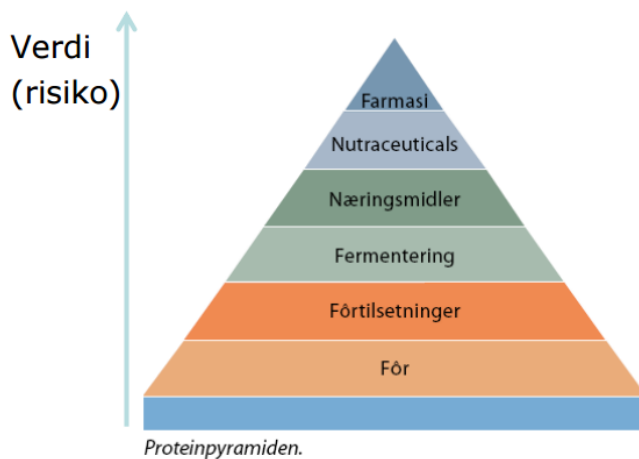 Verdi
(risiko)
Farmasi
Nutraceuticals
Næringsmidler
Fermentering
Fôrtilsetninger
Fôr
Proteinpyramiden.